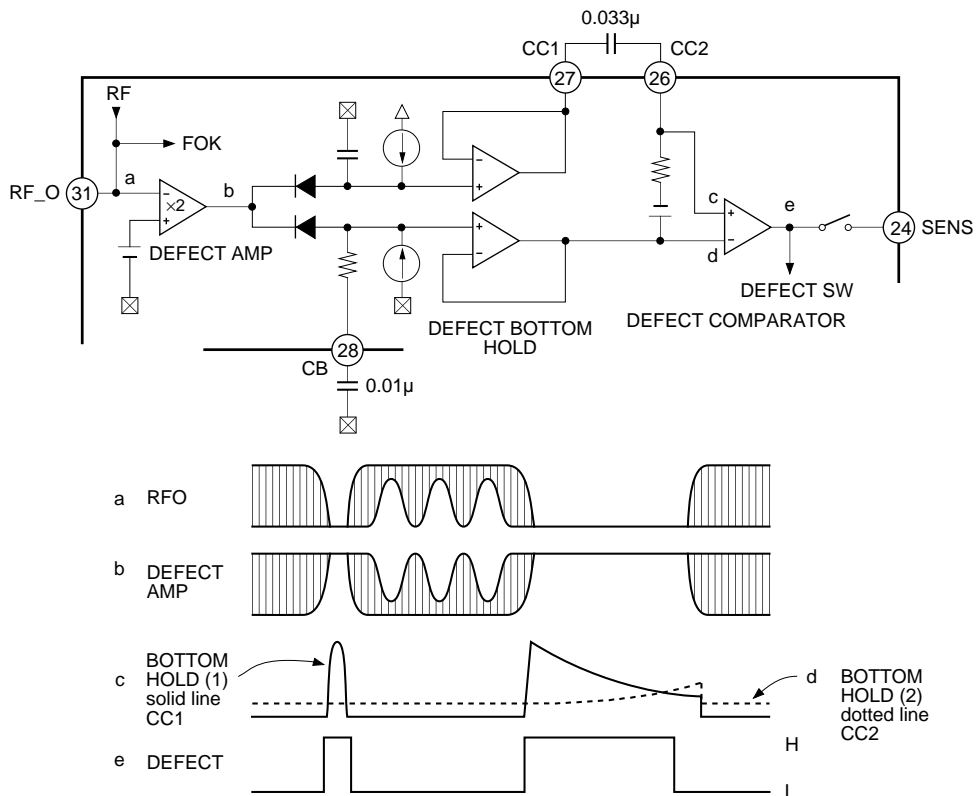 0.033μ
CC1
CC2
27
26
RF
FOK
RF_O
31
a
−
×2
+
b
DEFECT AMP
−
+
+
−
c
+
−
d
e
24
SENS
DEFECT SW
DEFECT BOTTOM
HOLD
DEFECT COMPARATOR
28
CB
0.01μ
a RFO
b DEFECT
AMP
c BOTTOM
HOLD (1)
solid line
CC1
d BOTTOM
HOLD (2)
dotted line
CC2
e DEFECT
H
L